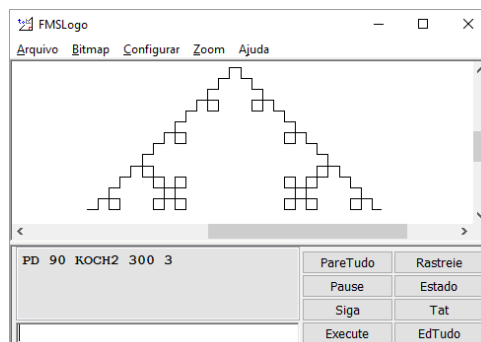 FMSLogo
Arquivo Bitmap Configurar Zoom Ajuda
PD 90 KOCH2 300 3
PareTudo Rastreie
Pause Estado
Siga Tat
Execute EdTudo